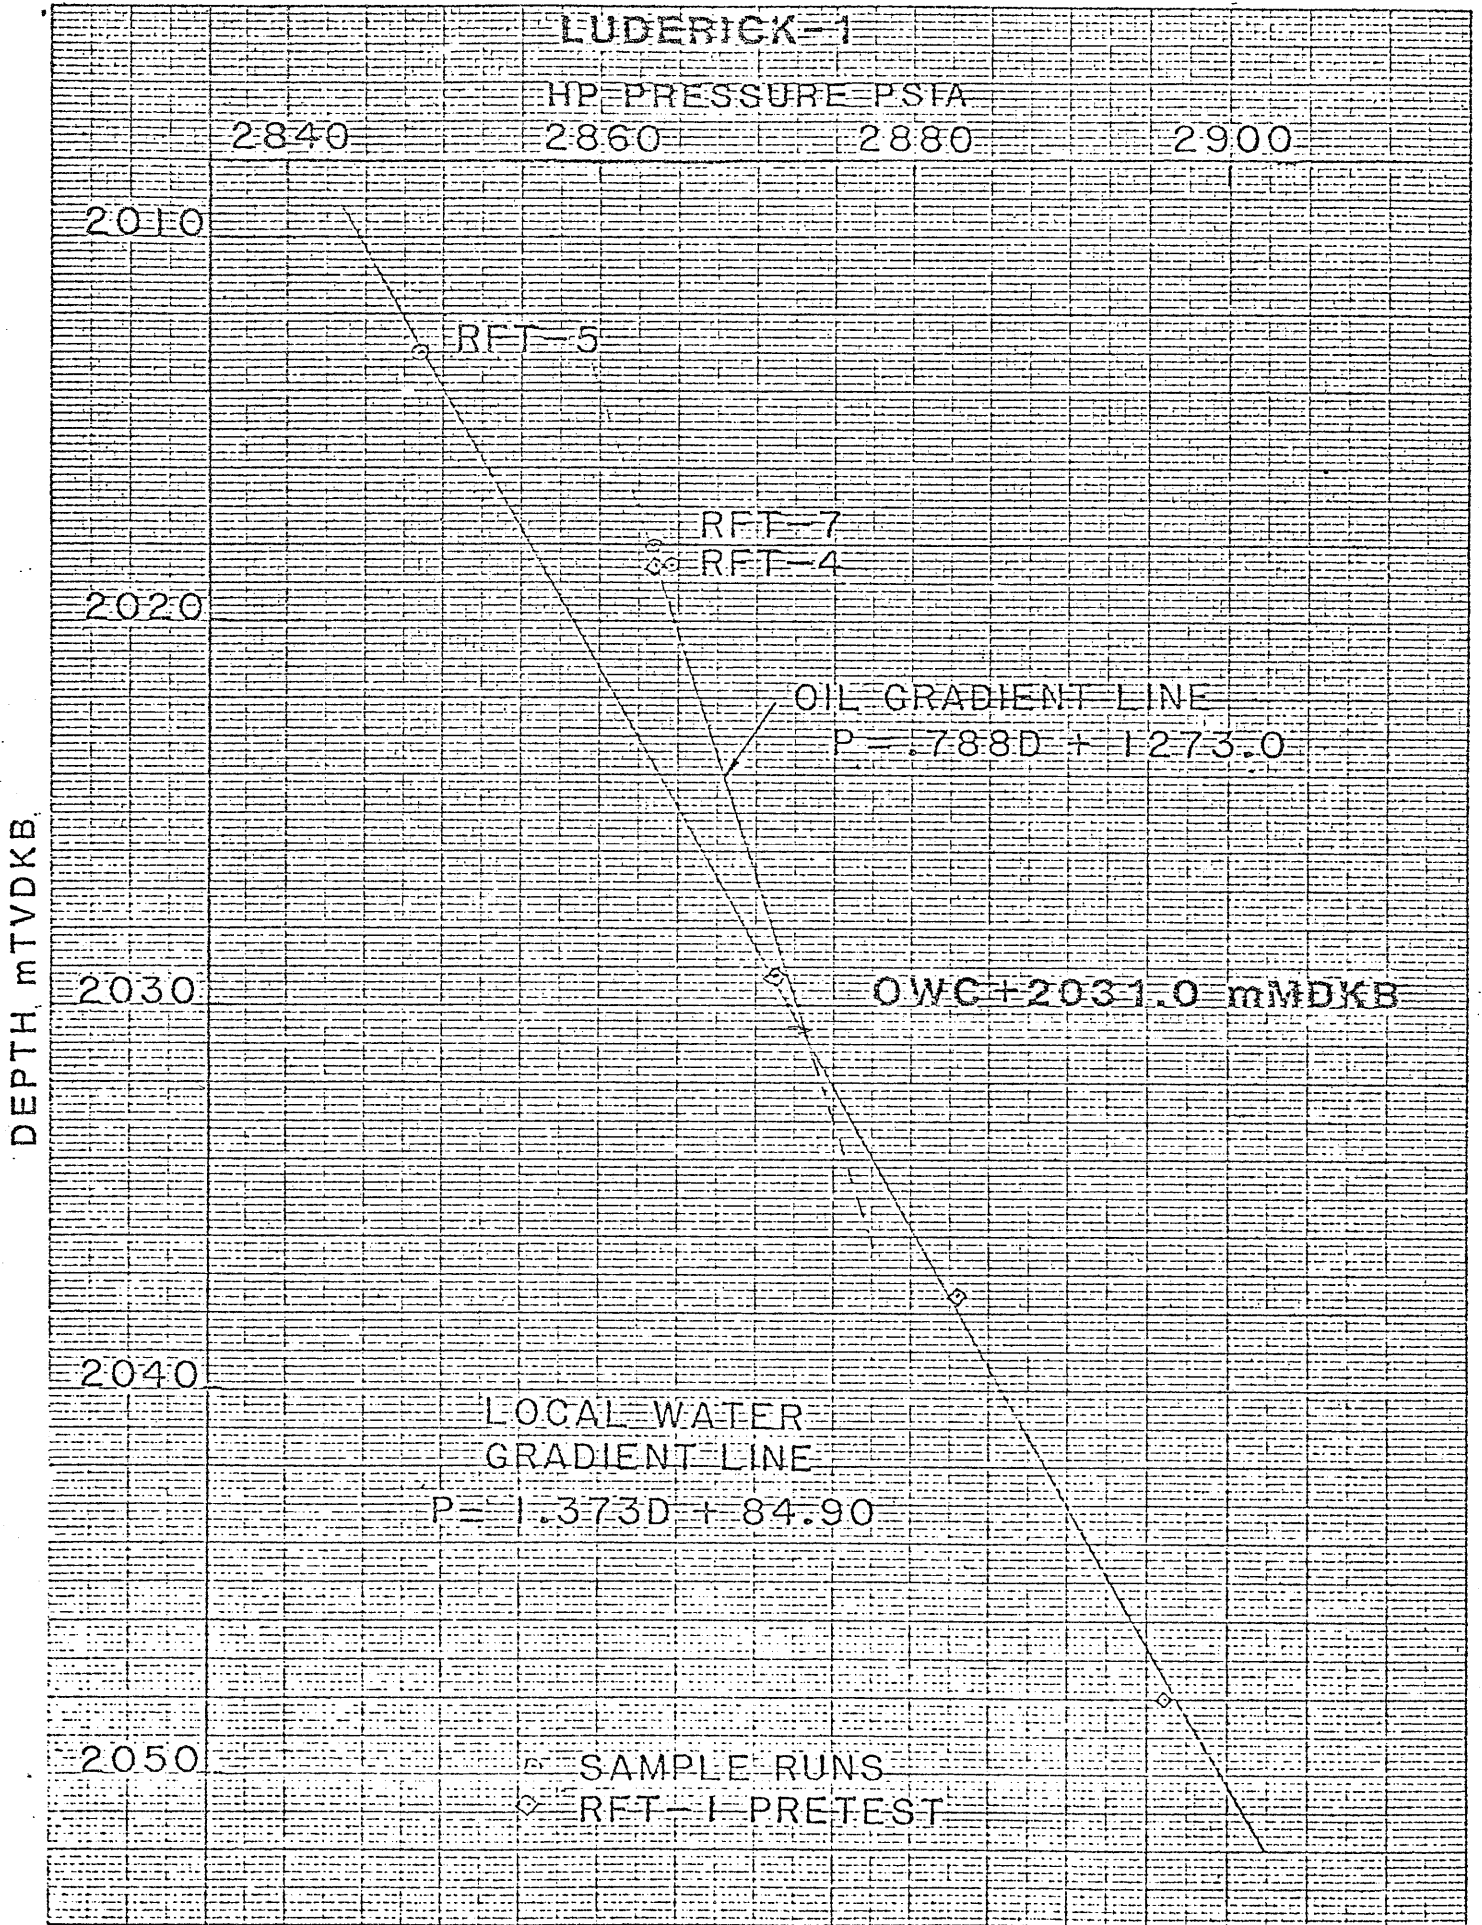 LUDERICK-1
HP PRESSURE PSIA
2840 2860 2880 2900
2010
RFT-5
RFT-7
RFT-4
2020
OIL GRADIENT LINE
P = .788D + 1273.0
DEPTH, mTVDKB
2030
OWC +2031.0 mMDKB
2040
LOCAL WATER
GRADIENT LINE
P= 1.373D + 84.90
2050
SAMPLE RUNS
RFT-1 PRETEST